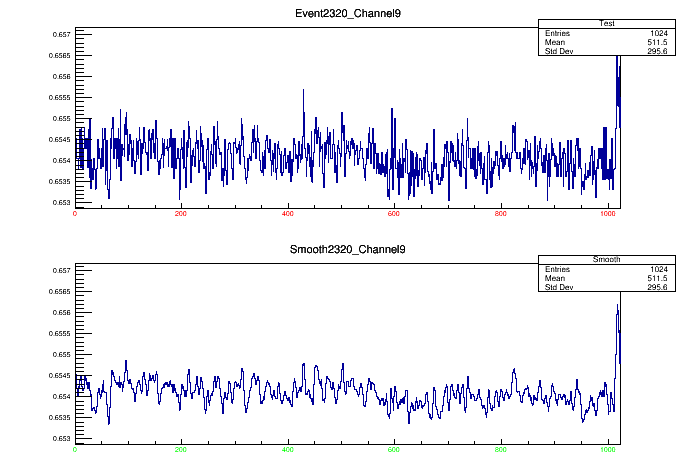 Event2320_Channel9
Test
Entries 1024
Mean 511.5
Std Dev 295.6
0.657
0.6565
0.656
0.6555
0.655
0.6545
0.654
0.6535
0.653
0 200 400 600 800 1000
Smooth2320_Channel9
Smooth
Entries 1024
Mean 511.5
Std Dev 295.6
0.657
0.6565
0.656
0.6555
0.655
0.6545
0.654
0.6535
0.653
0 200 400 600 800 1000